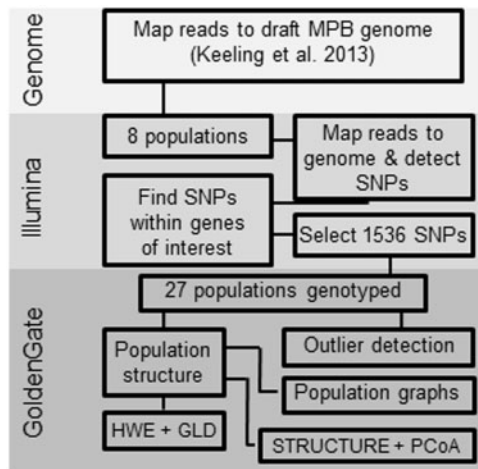 Genome
Map reads to draft MPB genome
(Keeling et al. 2013)
Illumina
8 populations
Map reads to
genome & detect
SNPs
Find SNPs
within genes
of interest
Select 1536 SNPs
GoldenGate
27 populations genotyped
Population
structure
Outlier detection
Population graphs
HWE + GLD
STRUCTURE + PCoA